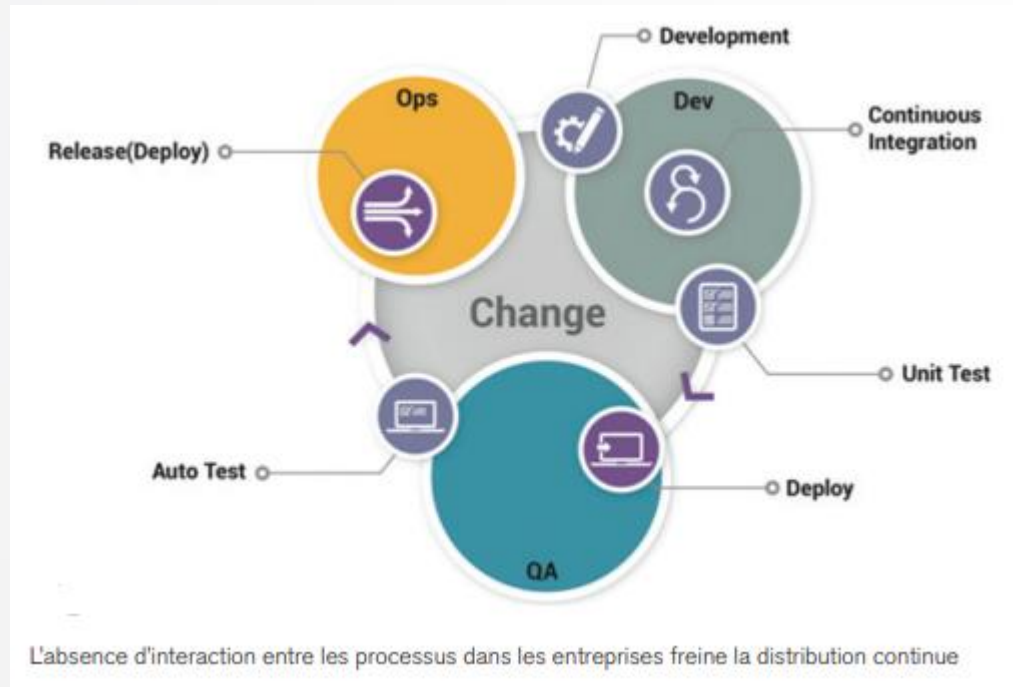 Development
Ops
Dev
Continuous
Integration
Release(Deploy)
Change
Unit Test
Auto Test
Deploy
QA
L'absence d'interaction entre les processus dans les entreprises freine la distribution continue